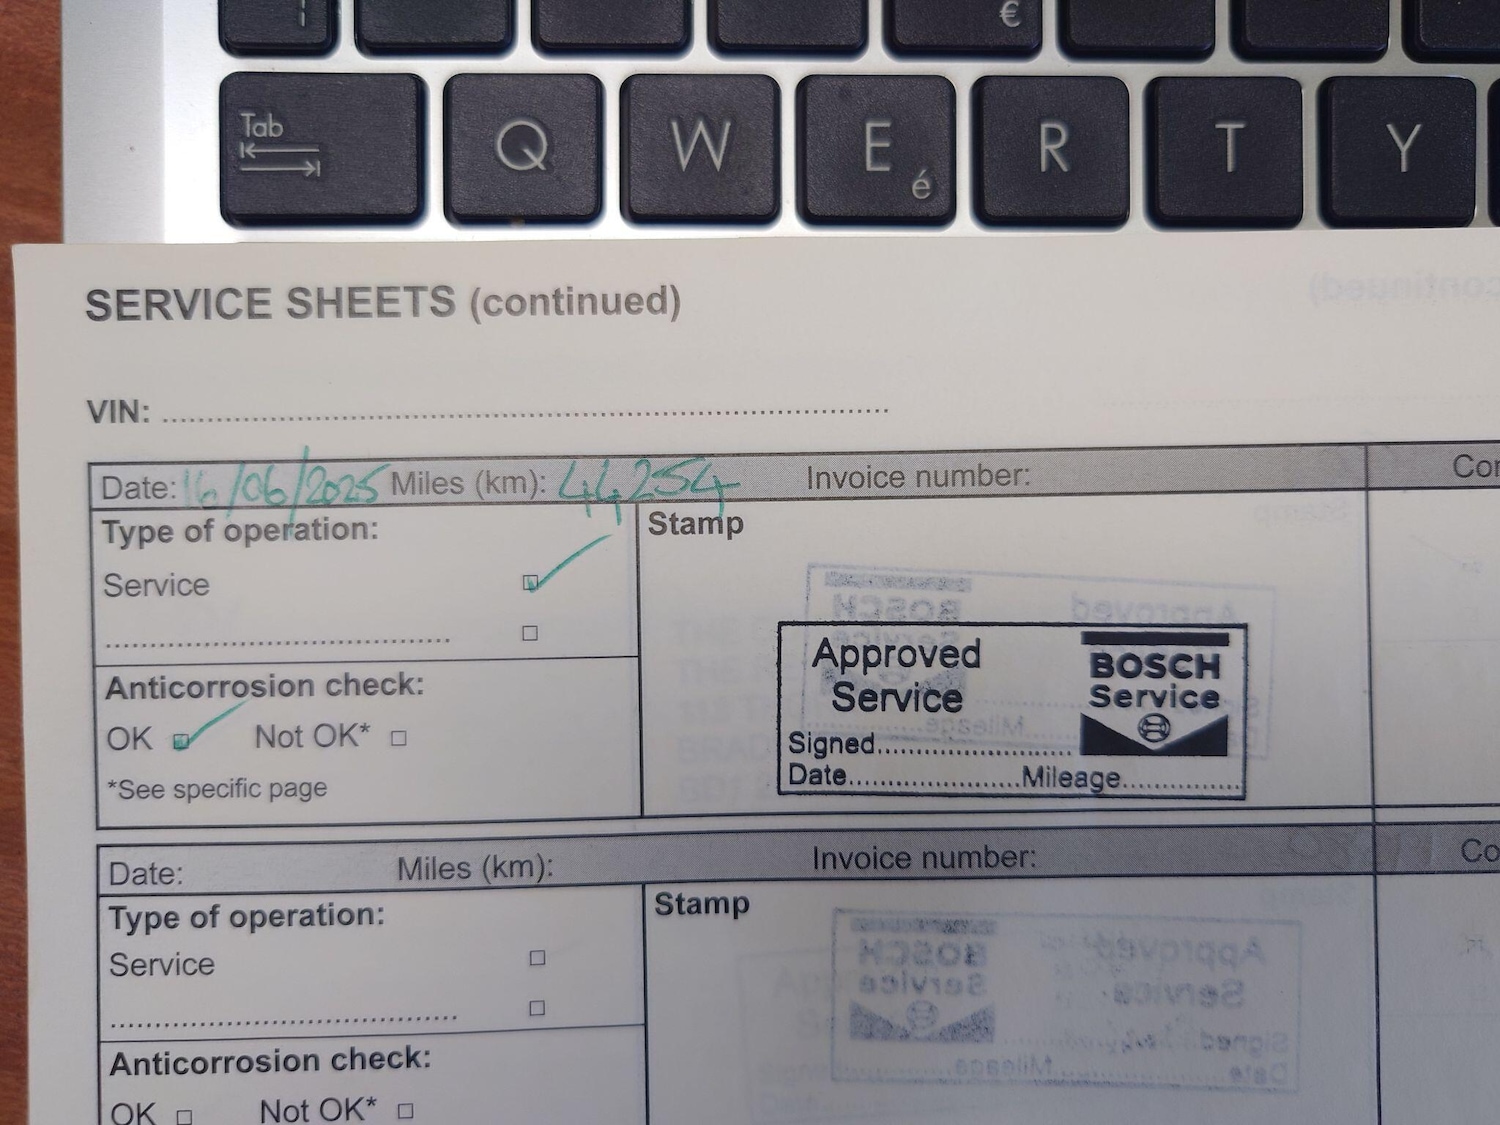 €
Tab Q W E é R T Y
SERVICE SHEETS (continued)
VIN: ........................................................................
Date: 16/06/2025 Miles (km): 44,254 Invoice number:
Type of operation:
Stamp
Service
Approved
Service
BOSCH
Service
Anticorrosion check:
OK Not OK*
Signed............................
Date.........................Mileage.................
*See specific page
Date: Miles (km): Invoice number:
Type of operation:
Stamp
Service
Anticorrosion check:
OK Not OK*